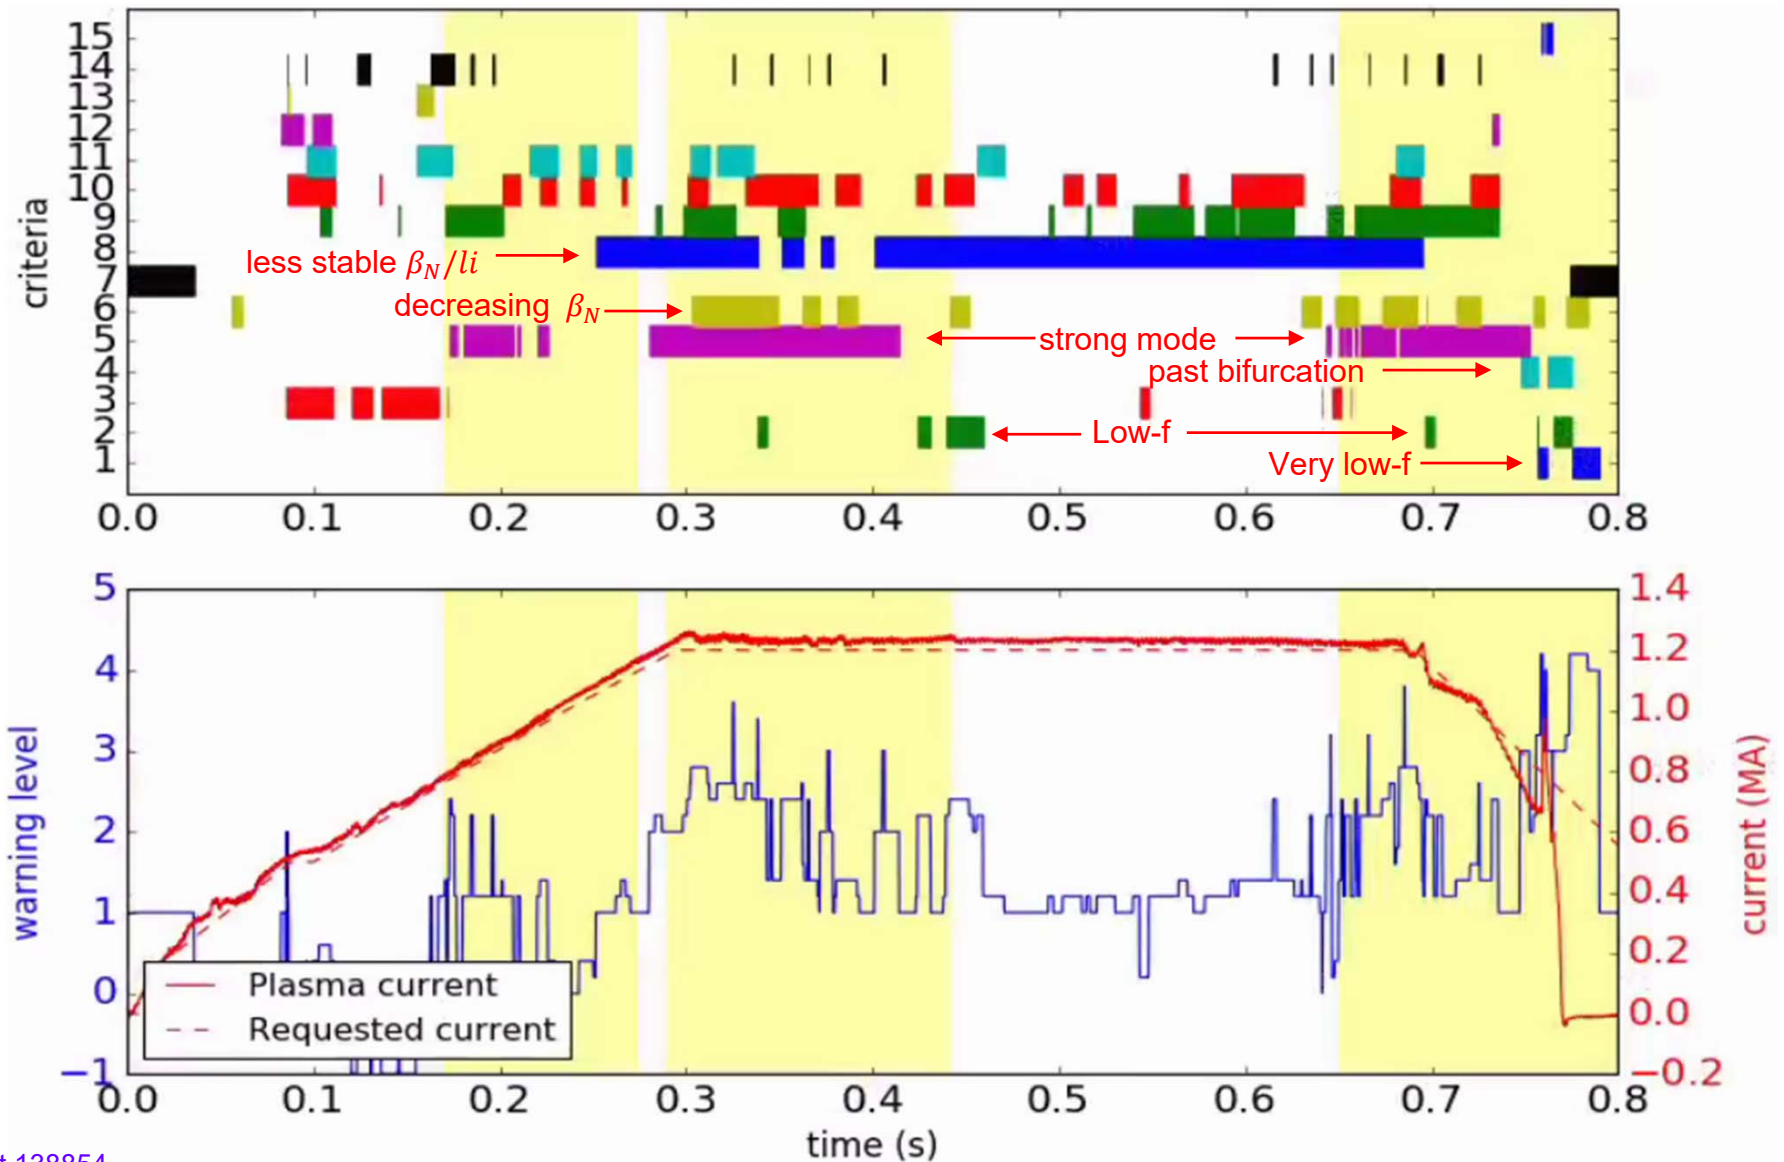 criteria
15
14
13
12
11
10
9
8
7
6
5
4
3
2
1
less stable βN/li
decreasing βN
strong mode
past bifurcation
Low-f
Very low-f
0.0 0.1 0.2 0.3 0.4 0.5 0.6 0.7 0.8
warning level
5
4
3
2
1
0
−1
Plasma current
Requested current
1.4
1.2
1.0
0.8
0.6
0.4
0.2
0.0
−0.2
current (MA)
0.0 0.1 0.2 0.3 0.4 0.5 0.6 0.7 0.8
time (s)
138854